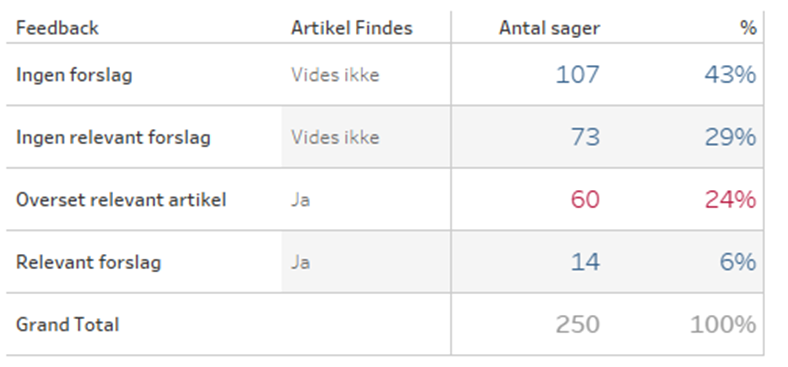 Feedback Artikel Findes Antal sager %
Ingen forslag Vides ikke 107 43%
Ingen relevant forslag Vides ikke 73 29%
Overset relevant artikel Ja 60 24%
Relevant forslag Ja 14 6%
Grand Total 250 100%